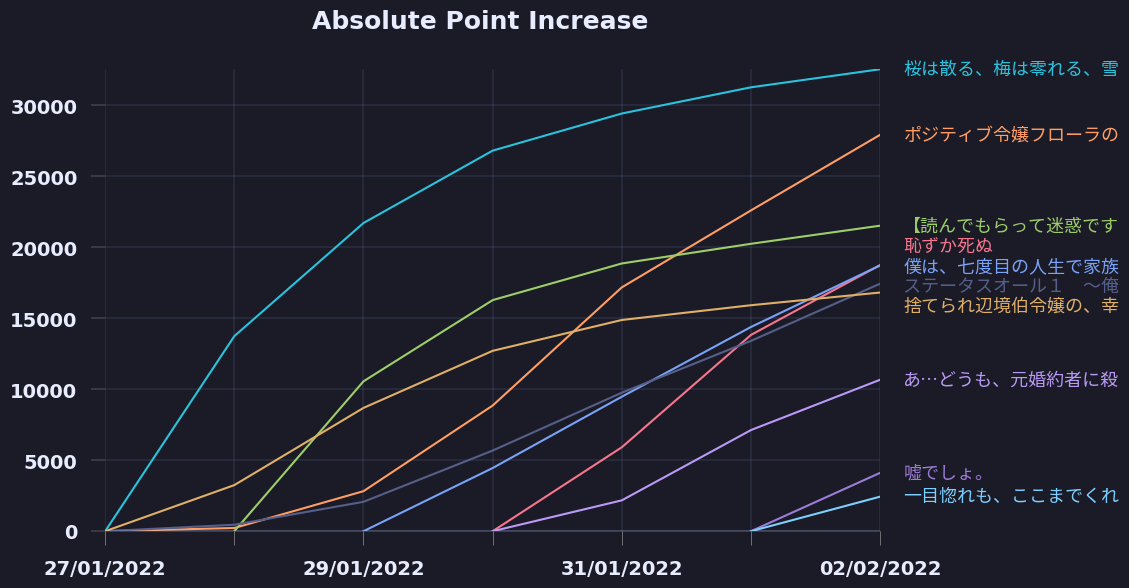 Absolute Point Increase
30000
25000
20000
15000
10000
5000
0
27/01/2022
29/01/2022
31/01/2022
02/02/2022
桜は散る、梅は零れる、雪
ポジティブ令嬢フローラの
【読んでもらって迷惑です
恥ずか死ぬ
僕は、七度目の人生で家族
ステータスオール１　～俺
捨てられ辺境伯令嬢の、幸
あ…どうも、元婚約者に殺
嘘でしょ。
一目惚れも、ここまでくれ